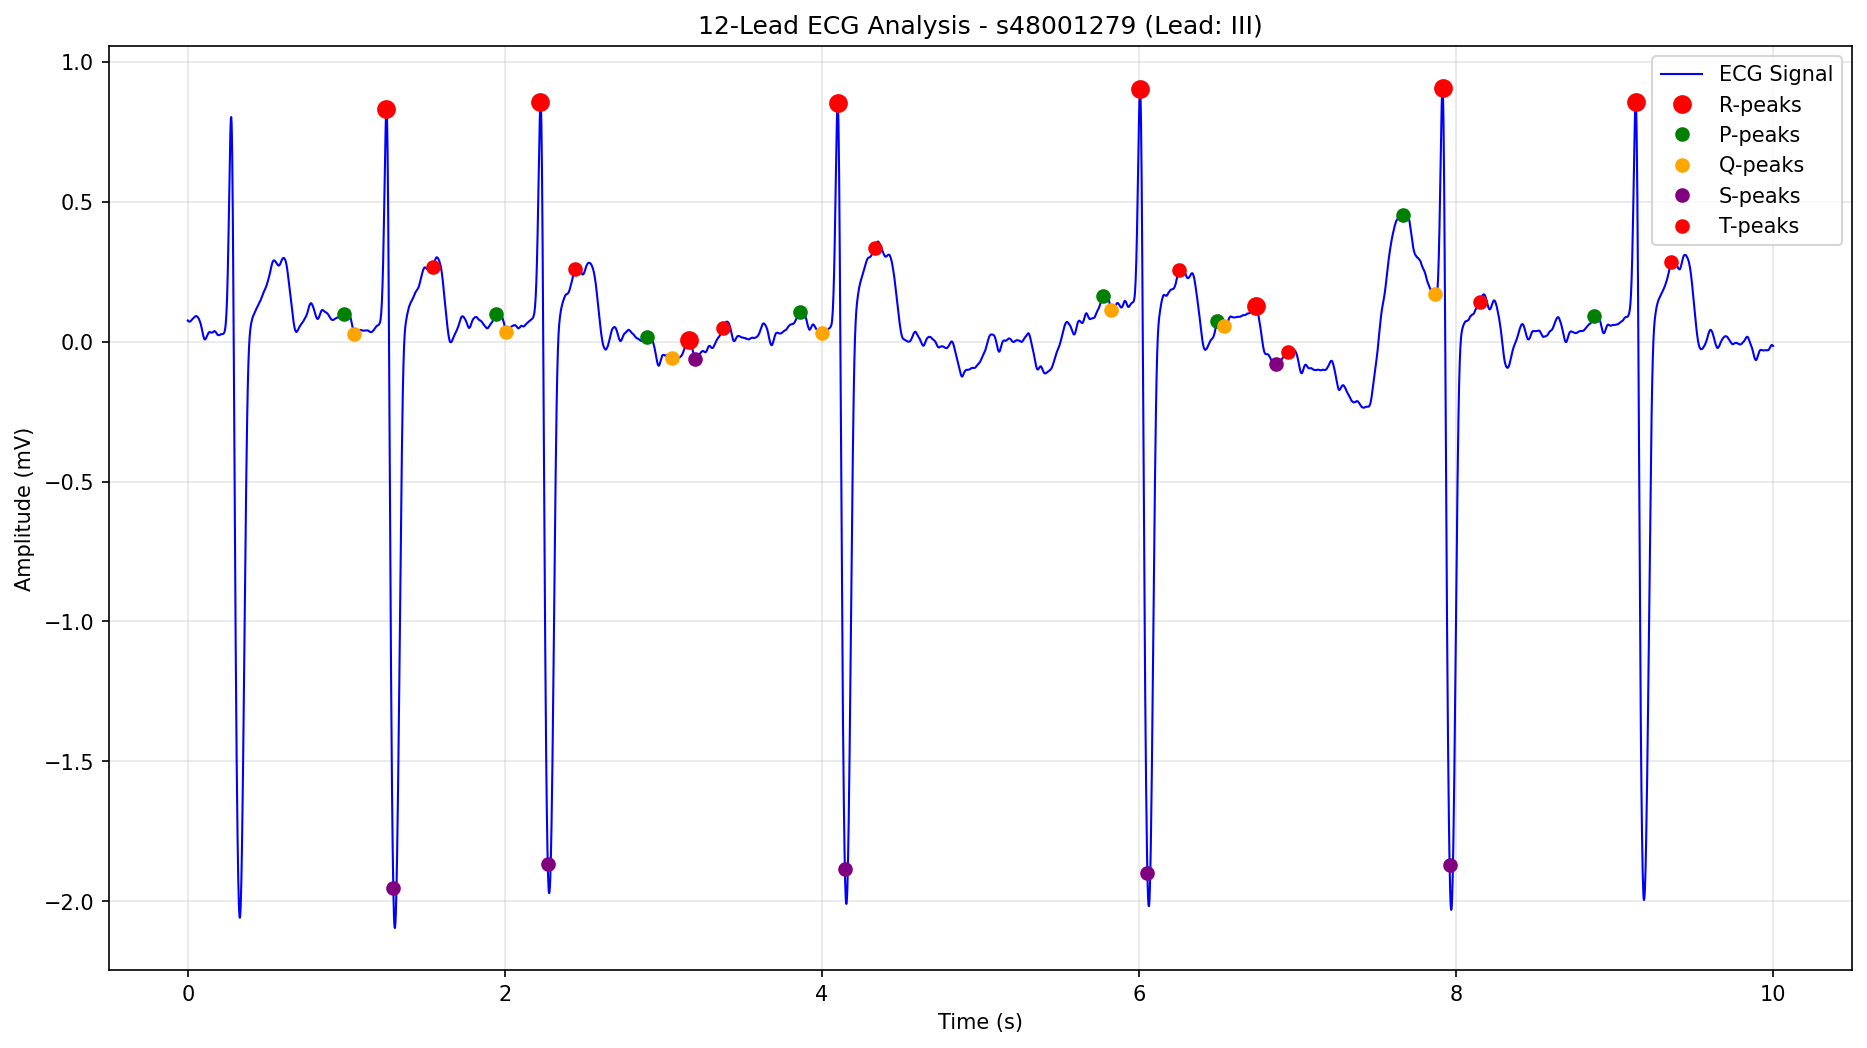 12-Lead ECG Analysis - s48001279 (Lead: III)
ECG Signal
R-peaks
P-peaks
Q-peaks
S-peaks
T-peaks
1.0
0.5
0.0
−0.5
−1.0
−1.5
−2.0
Amplitude (mV)
0 2 4 6 8 10
Time (s)